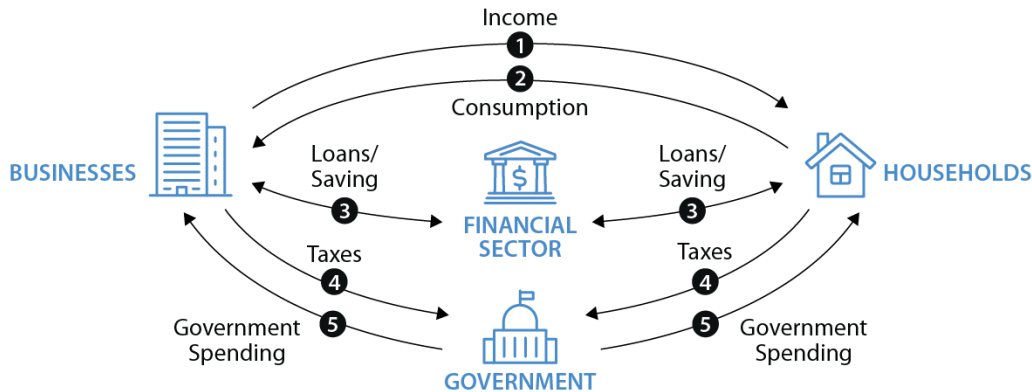 Income
1
2
Consumption
BUSINESSES
Loans/
Saving
3
$
FINANCIAL
SECTOR
Loans/
Saving
3
HOUSEHOLDS
Taxes
4
Taxes
4
Government
Spending
5
GOVERNMENT
5
Government
Spending